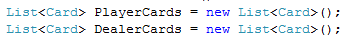 List<Card> PlayerCards = new List<Card>();
List<Card> DealerCards = new List<Card>();